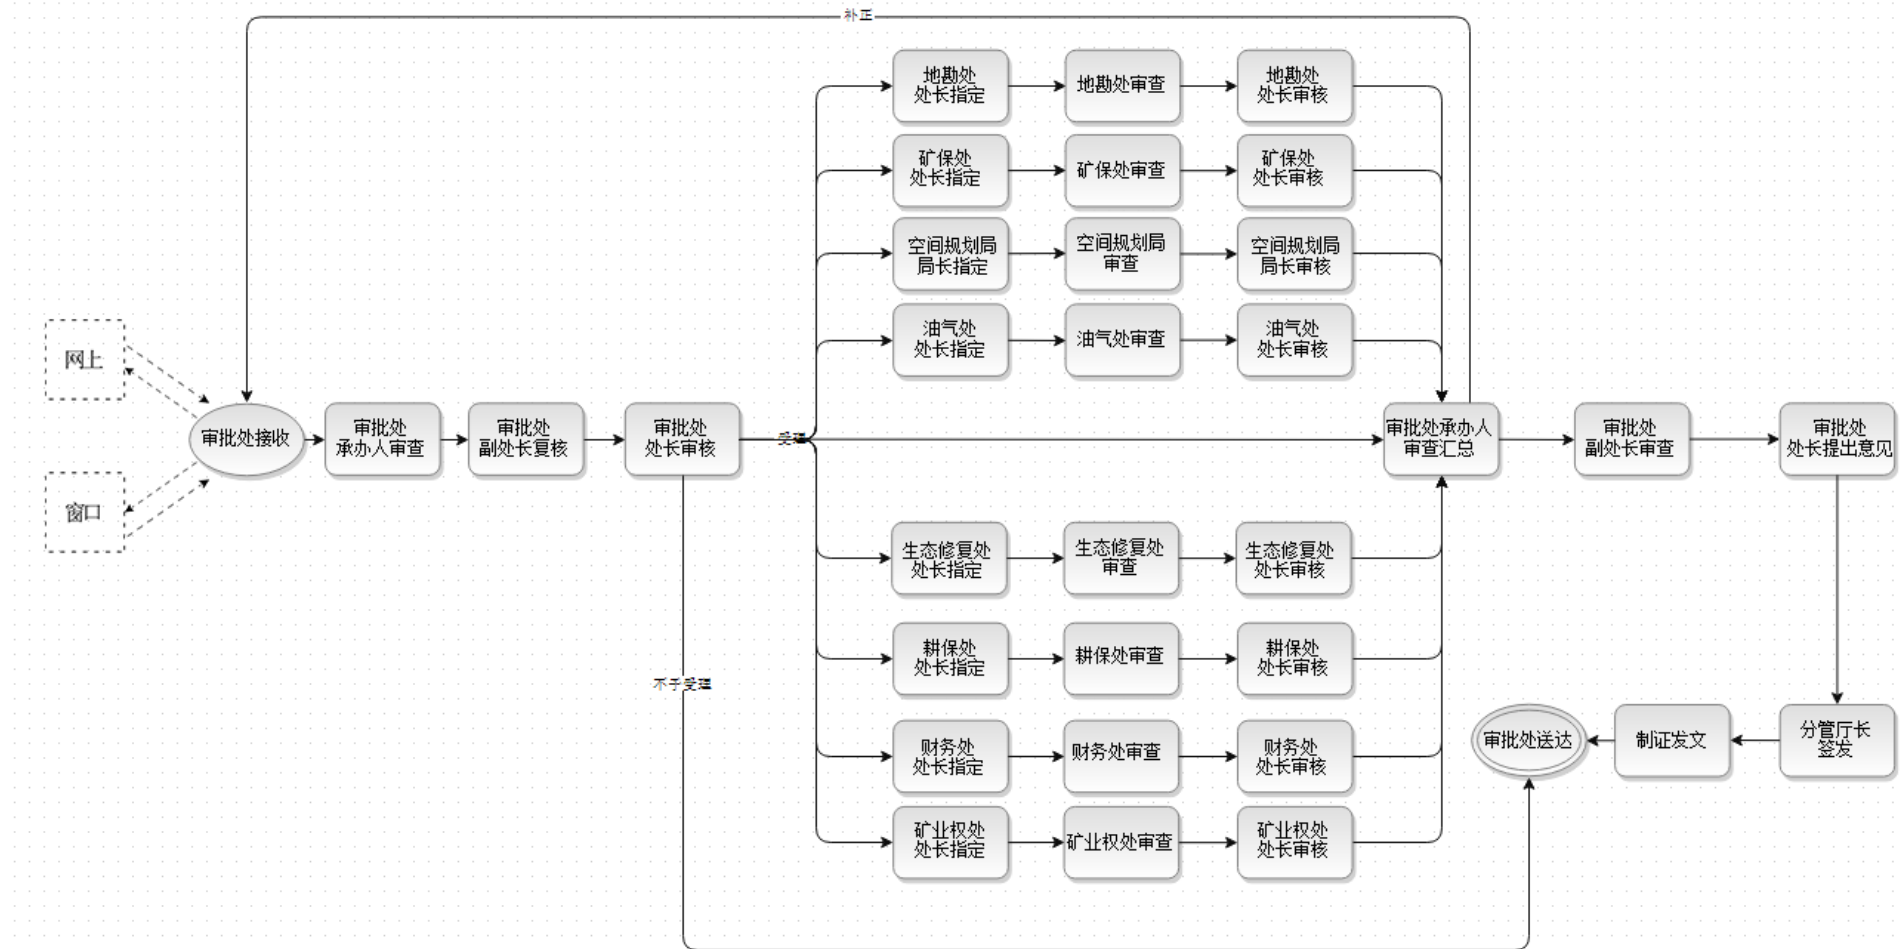 补正
地勘处
处长指定
地勘处审查
地勘处
处长审核
矿保处
处长指定
矿保处审查
矿保处
处长审核
空间规划局
局长指定
空间规划局
审查
空间规划局
局长审核
油气处
处长指定
油气处审查
油气处
处长审核
网上
窗口
审批处接收
审批处
承办人审查
审批处
副处长复核
审批处
处长审核
受理
审批处承办人
审查汇总
审批处
副处长审查
审批处
处长提出意见
生态修复处
处长指定
生态修复处
审查
生态修复处
处长审核
耕保处
处长指定
耕保处审查
耕保处
处长审核
不予受理
财务处
处长指定
财务处审查
财务处
处长审核
审批处送达
制证发文
分管厅长
签发
矿业权处
处长指定
矿业权处审查
矿业权处
处长审核